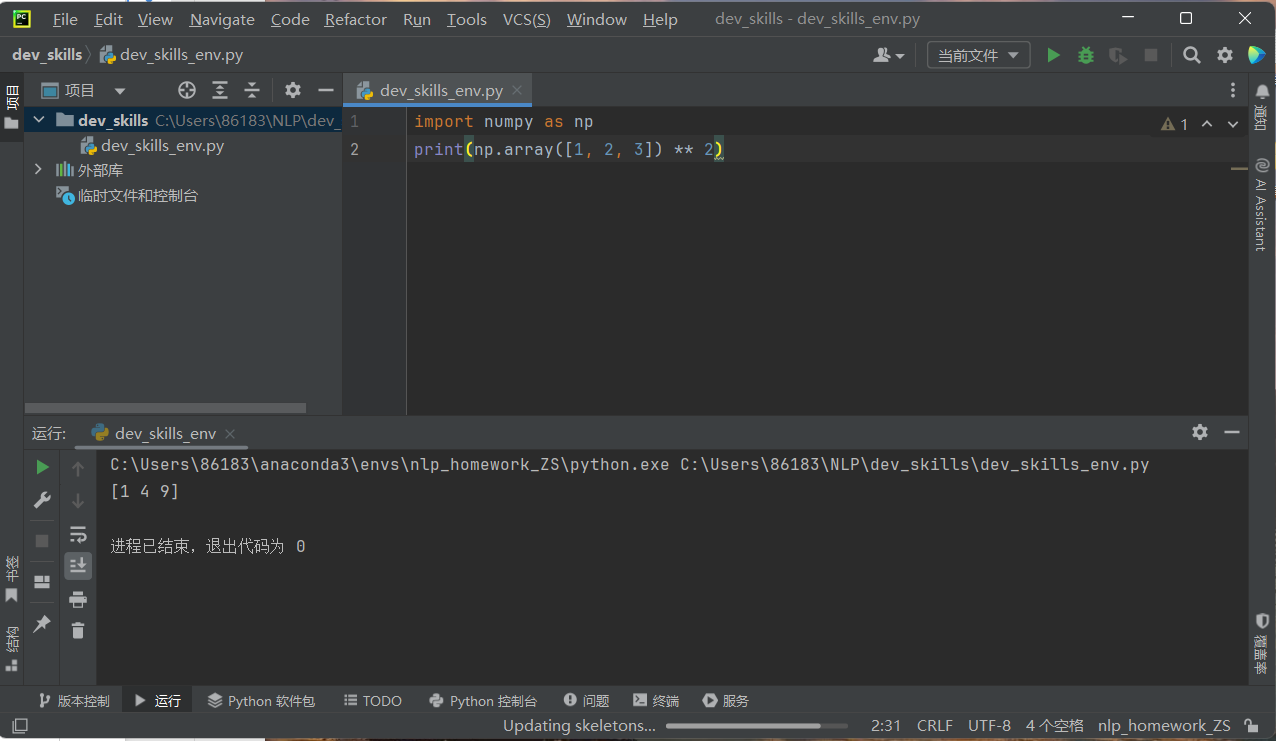 PC File Edit View Navigate Code Refactor Run Tools VCS(S) Window Help dev_skills - dev_skills_env.py
dev_skills dev_skills_env.py 当前文件
项目 dev_skills_env.py
项目
dev_skills C:\Users\86183\NLP\dev_
dev_skills_env.py
外部库
临时文件和控制台
1 import numpy as np
2 print(np.array([1, 2, 3]) ** 2)
1
通知
AI Assistant
运行: dev_skills_env
C:\Users\86183\anaconda3\envs\nlp_homework_ZS\python.exe C:\Users\86183\NLP\dev_skills\dev_skills_env.py
[1 4 9]
进程已结束，退出代码为 0
书签
结构
覆盖率
版本控制 运行 Python 软件包 TODO Python 控制台 问题 终端 服务
Updating skeletons... 2:31 CRLF UTF-8 4 个空格 nlp_homework_ZS